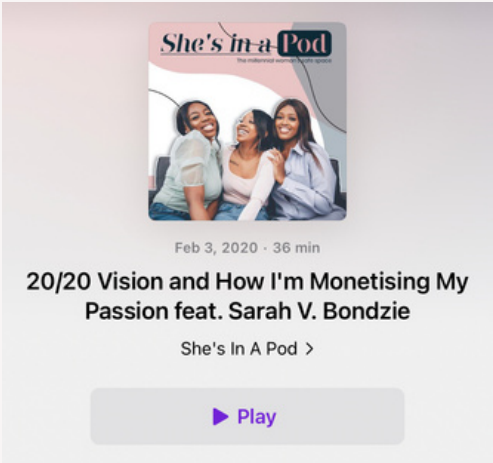 She's in a Pod
The millennial woman's safe space
Feb 3, 2020 · 36 min
20/20 Vision and How I'm Monetising My
Passion feat. Sarah V. Bondzie
She's In A Pod >
Play